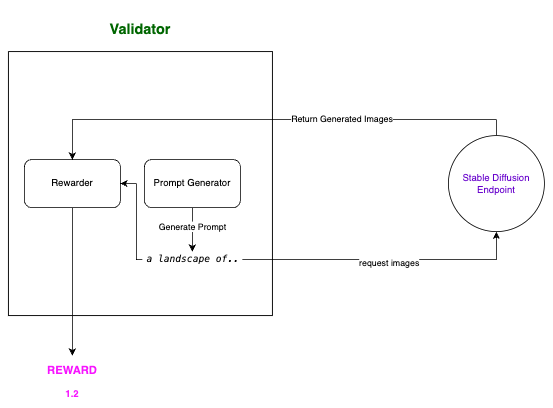 Validator
Return Generated Images
Rewarder
Prompt Generator
Stable Diffusion
Endpoint
Generate Prompt
a landscape of..
request images
REWARD
1.2